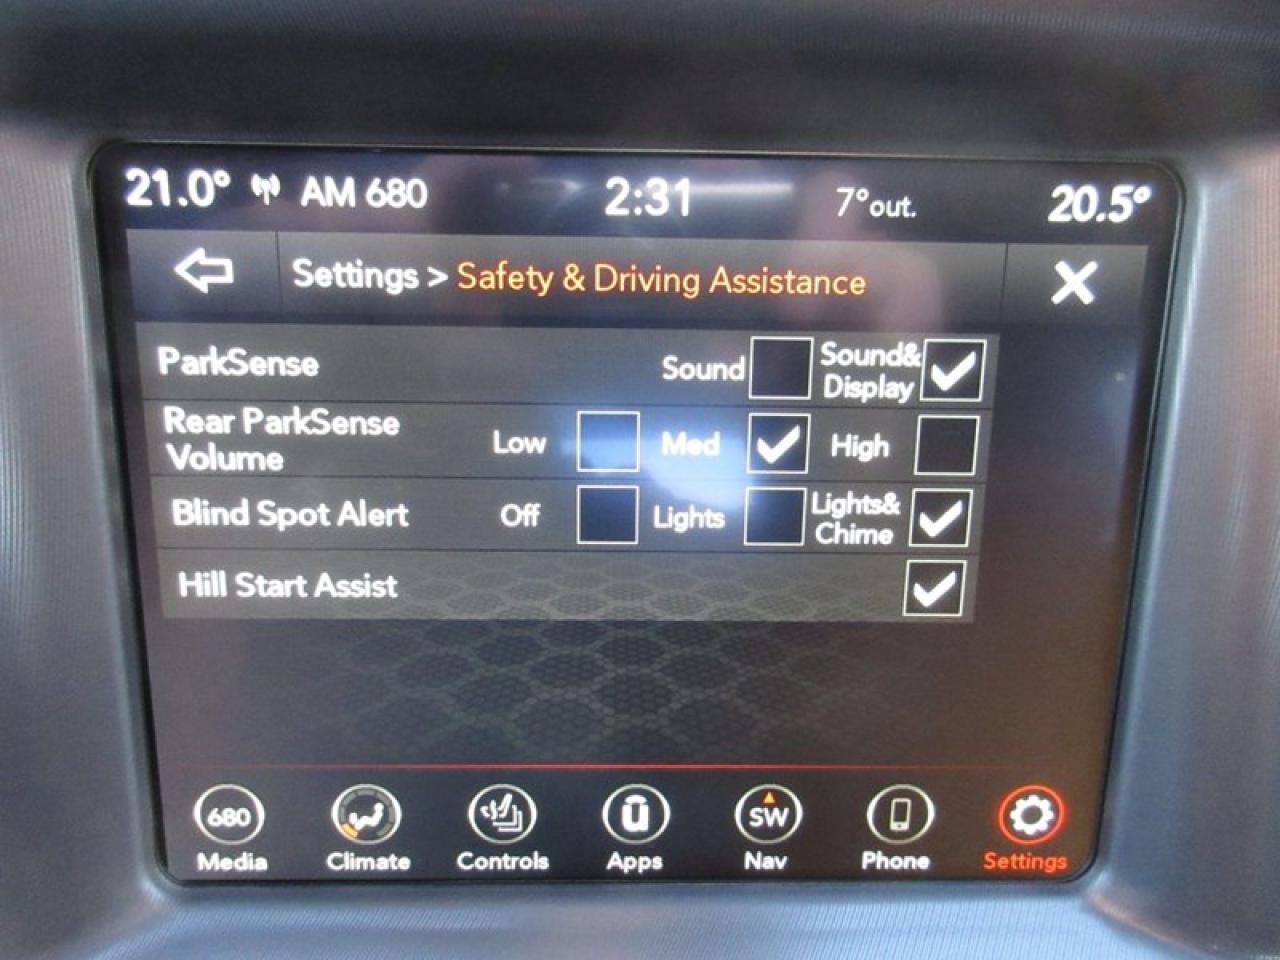 21.0° AM 680 2:31 7°out. 20.5°
Settings > Safety & Driving Assistance
ParkSense Sound Sound&
Display
Rear ParkSense
Volume Low Med High
Blind Spot Alert Off Lights Lights&
Chime
Hill Start Assist
680 SW
Media Climate Controls Apps Nav Phone Settings